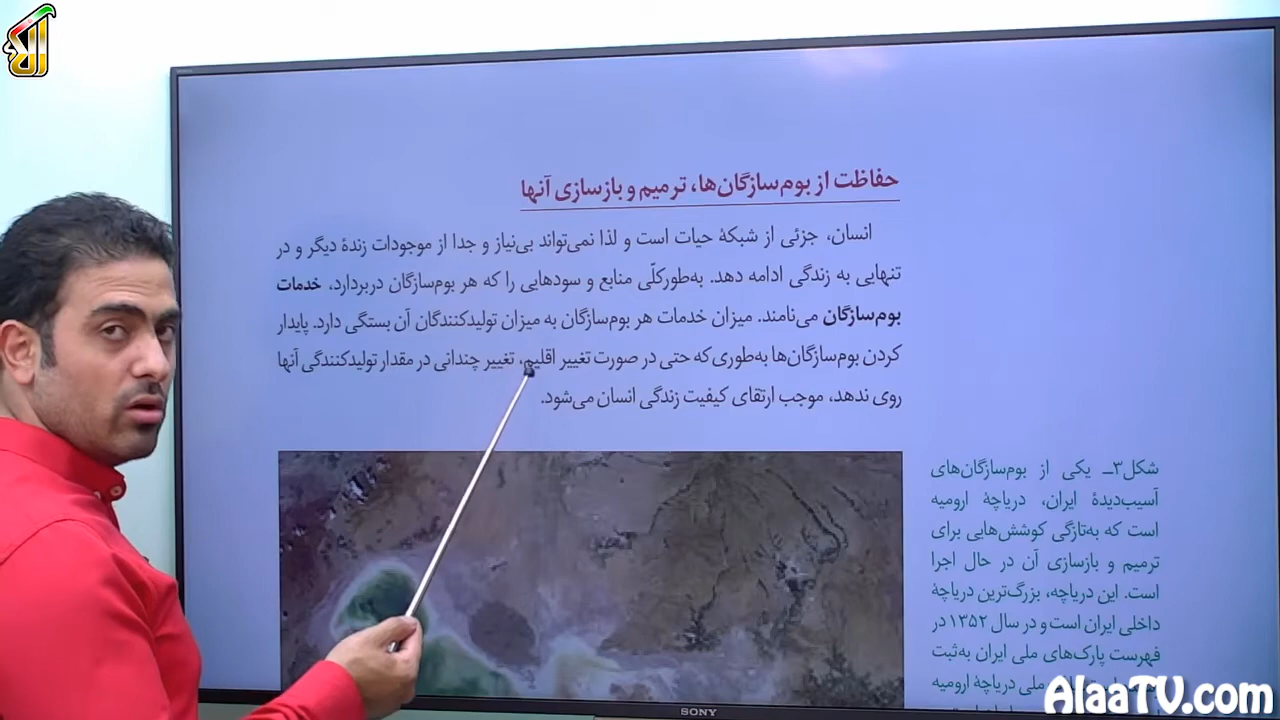 حفاظت از بوم‌سازگان‌ها، ترمیم و بازسازی آنها
انسان، جزئی از شبکهٔ حیات است و لذا نمی‌تواند بی‌نیاز و جدا از موجودات زندهٔ دیگر و در
تنهایی به زندگی ادامه دهد. به‌طورکلّی منابع و سودهایی را که هر بوم‌سازگان دربردارد، خدمات
بوم‌سازگان می‌نامند. میزان خدمات هر بوم‌سازگان به میزان تولیدکنندگان آن بستگی دارد. پایدار
کردن بوم‌سازگان‌ها به‌طوری‌که حتی در صورت تغییر اقلیم، تغییر چندانی در مقدار تولیدکنندگی آنها
روی ندهد، موجب ارتقای کیفیت زندگی انسان می‌شود.
شکل۳ـ یکی از بوم‌سازگان‌های
آسیب‌دیدهٔ ایران، دریاچهٔ ارومیه
است که به‌تازگی کوشش‌هایی برای
ترمیم و بازسازی آن در حال اجرا
است. این دریاچه، بزرگ‌ترین دریاچهٔ
داخلی ایران است و در سال ۱۳۵۲ در
فهرست پارک‌های ملی ایران به‌ثبت
ملی دریاچهٔ ارومیه
SONY
AlaaTV.com